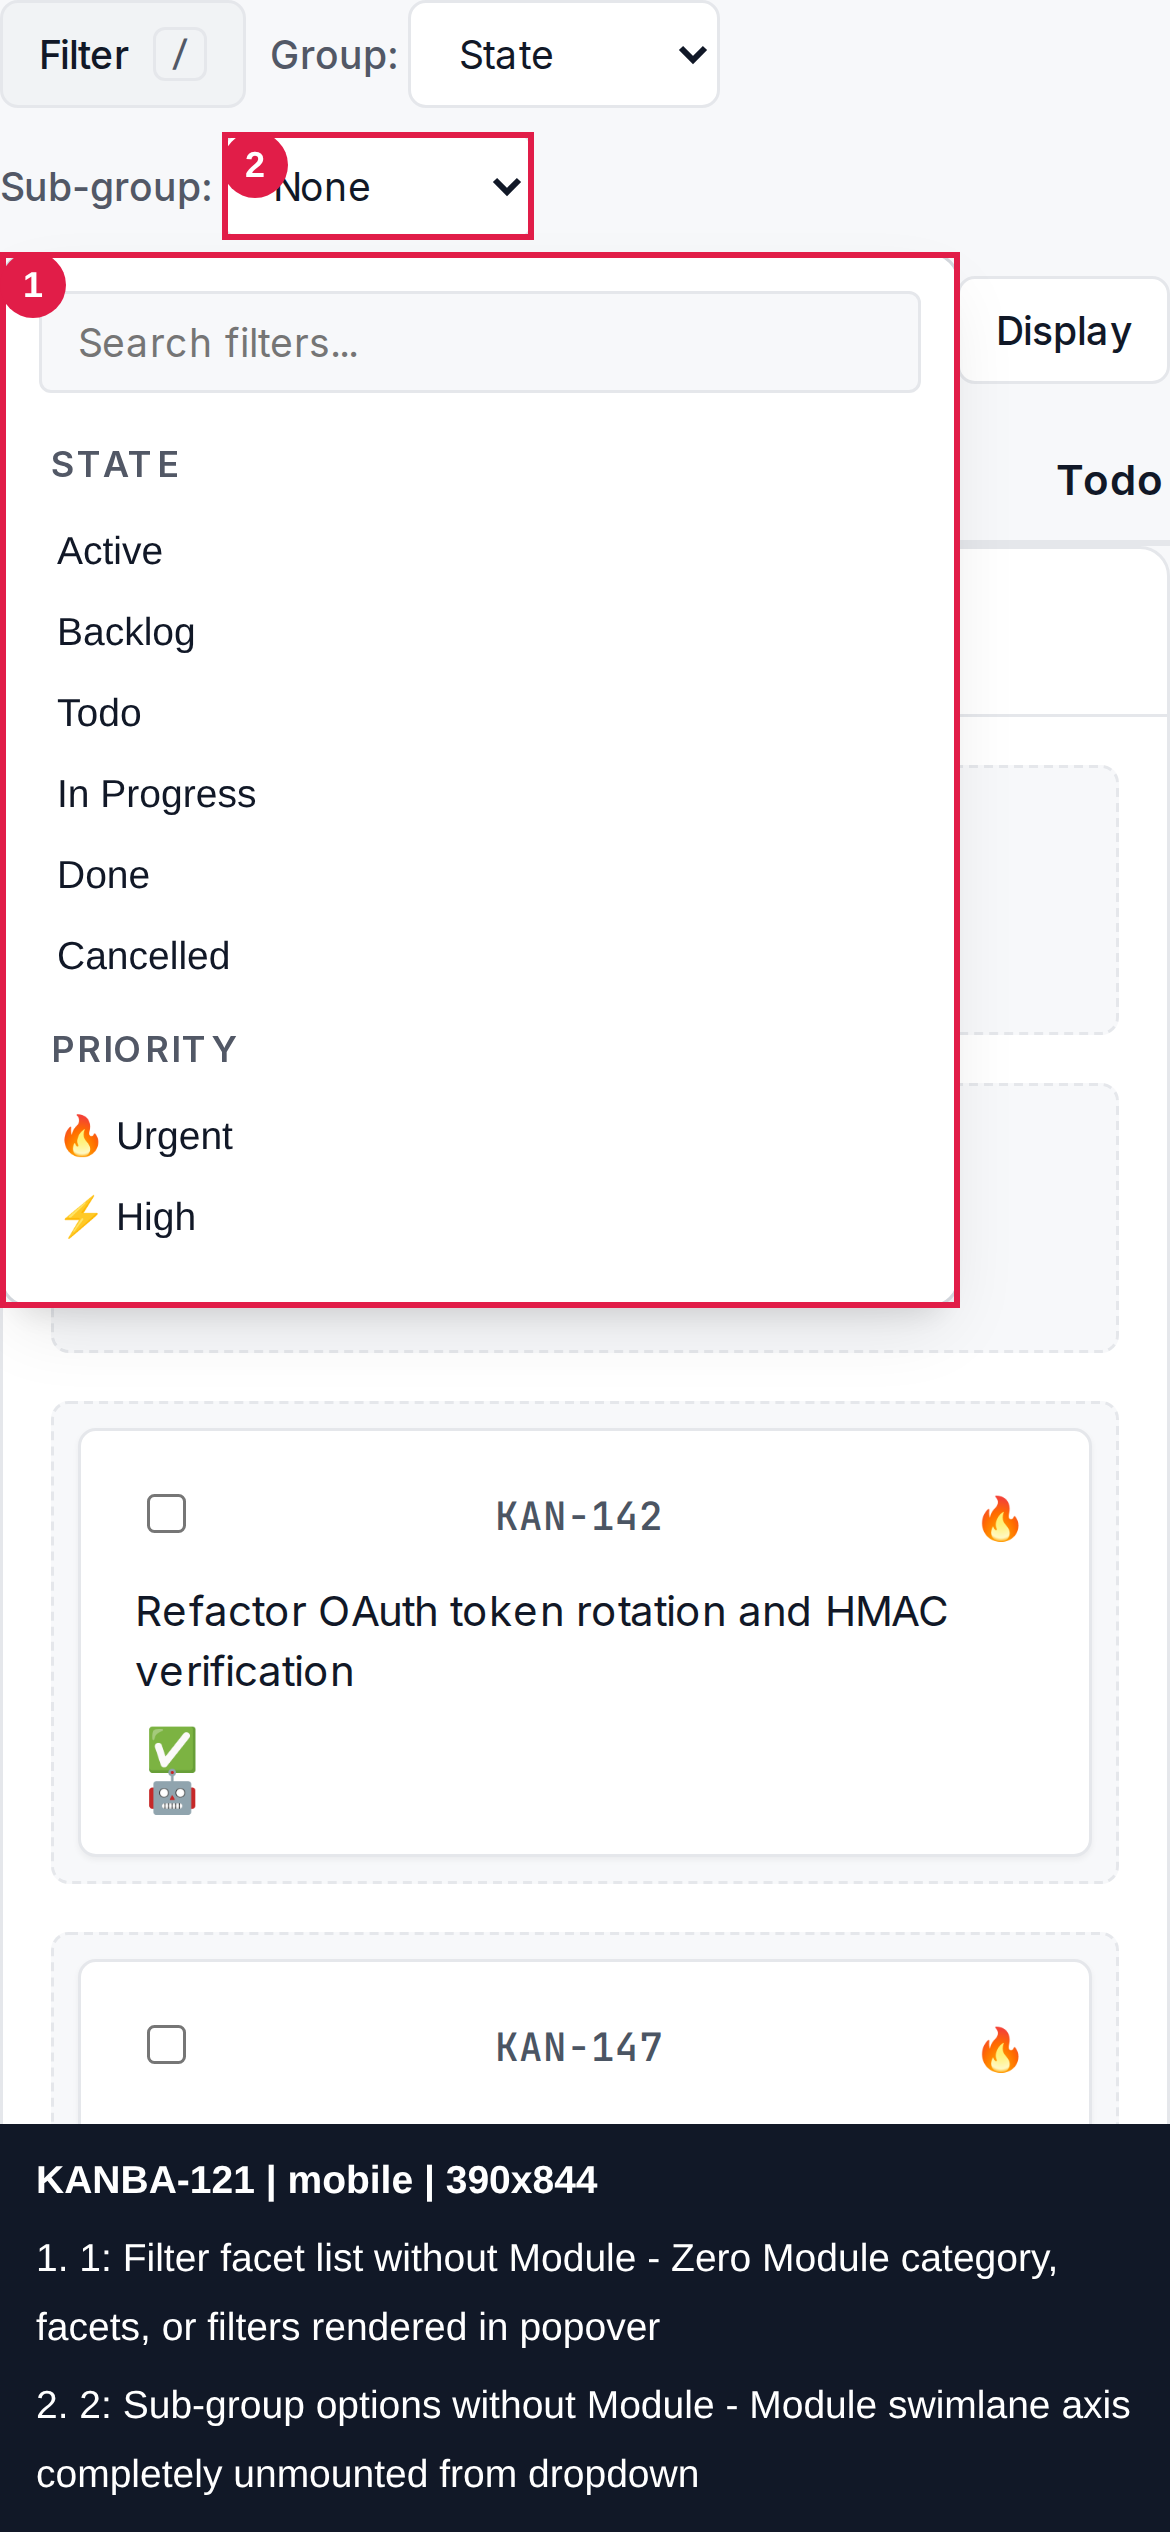 Filter /
Group: State
Sub-group: None
2
1
Search filters...
Display
STATE
Todo
Active
Backlog
Todo
In Progress
Done
Cancelled
PRIORITY
🔥 Urgent
⚡ High
KAN-142 🔥
Refactor OAuth token rotation and HMAC
verification
✅
🤖
KAN-147 🔥
KANBA-121 | mobile | 390x844
1. 1: Filter facet list without Module - Zero Module category,
facets, or filters rendered in popover
2. 2: Sub-group options without Module - Module swimlane axis
completely unmounted from dropdown